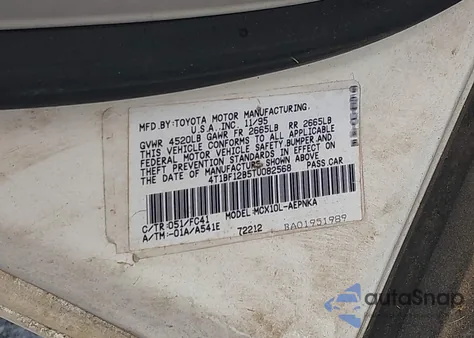 MFD.BY:TOYOTA MOTOR MANUFACTURING.
U.S.A.,INC. 11/95
GVWR 4520LB GAWR FR 2665LB RR 2665LB
THIS VEHICLE CONFORMS TO ALL APPLICABLE
FEDERAL MOTOR VEHICLE SAFETY,BUMPER,AND
THEFT PREVENTION STANDARDS IN EFFECT ON
THE DATE OF MANUFACTURE SHOWN ABOVE.
4T1BF12B5TU082568 PASS CAR
C/TR:051/FC41 MODEL:MCX10L-AEPNKA
A/TM:-01A/A541E 72212 BA01951989
autoSnap